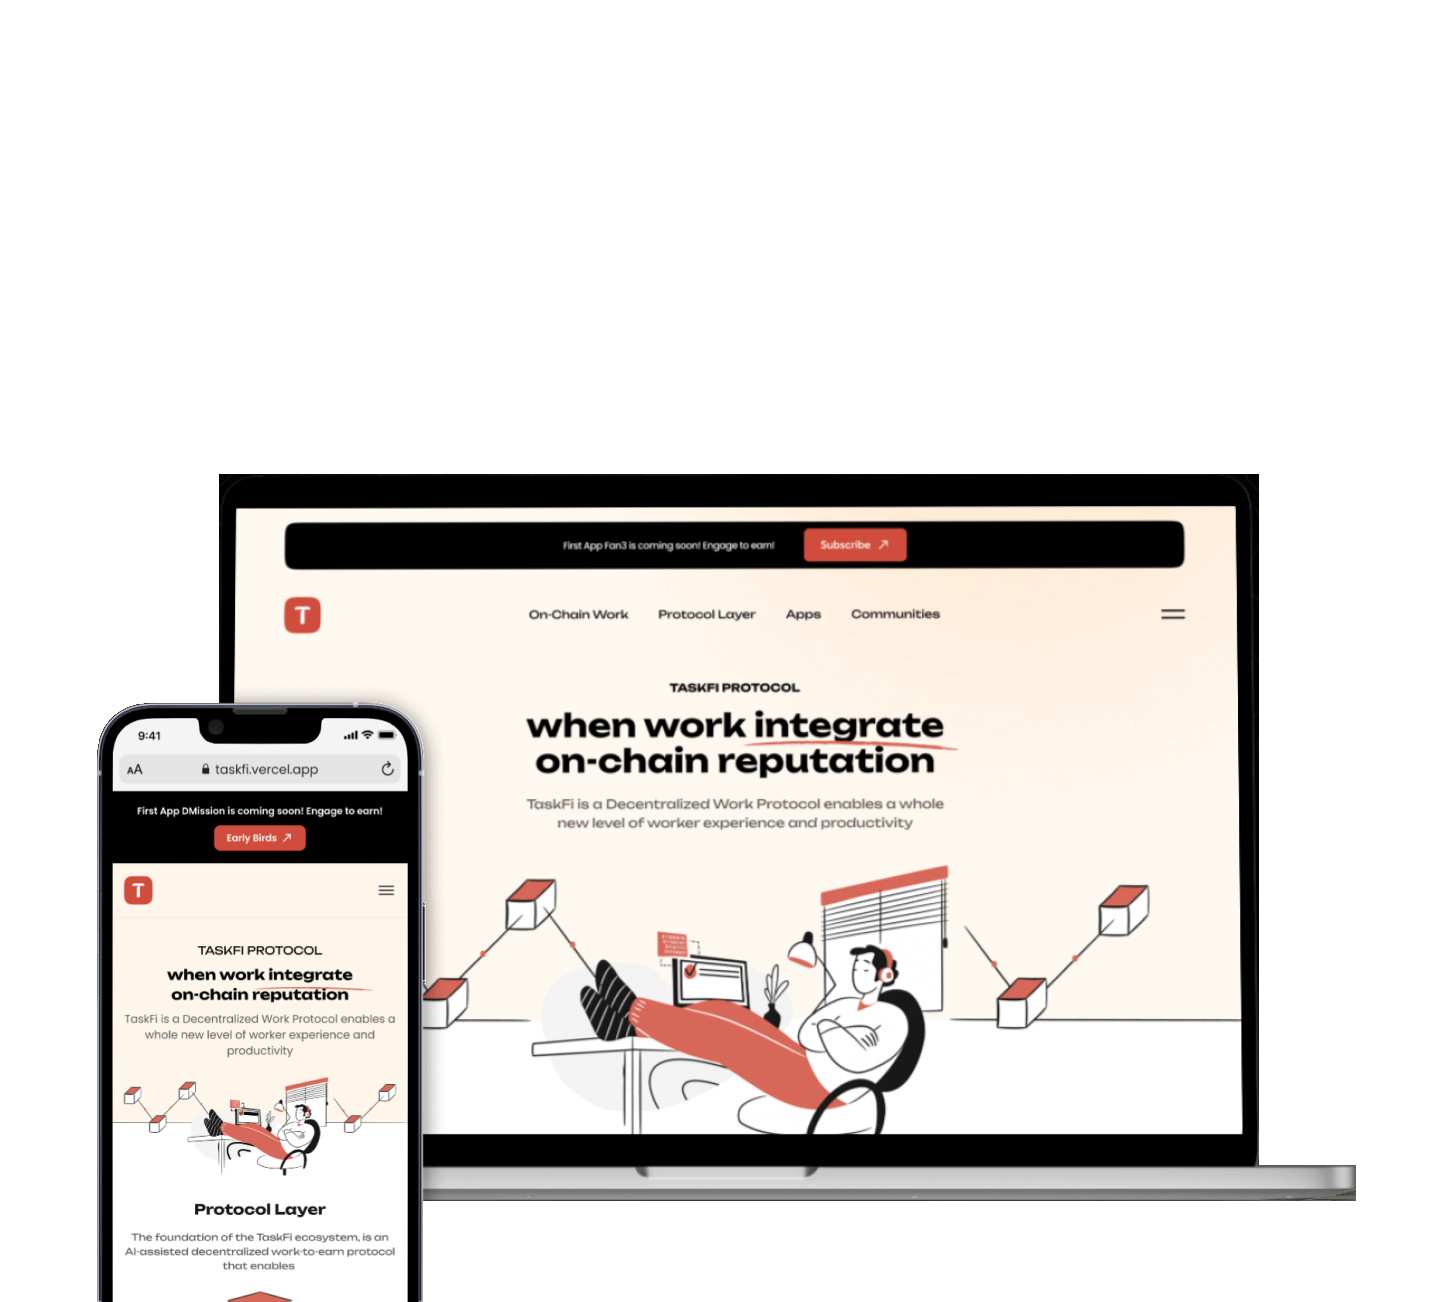 First App Fan3 is coming soon! Engage to earn!
Subscribe
T
On-Chain Work
Protocol Layer
Apps
Communities
TASKFI PROTOCOL
when work integrate
on-chain reputation
TaskFi is a Decentralized Work Protocol enables a whole
new level of worker experience and productivity
9:41
AA
taskfi.vercel.app
First App DMission is coming soon! Engage to earn!
Early Birds
T
TASKFI PROTOCOL
when work integrate
on-chain reputation
TaskFi is a Decentralized Work Protocol enables a
whole new level of worker experience and
productivity
Protocol Layer
The foundation of the TaskFi ecosystem, is an
AI-assisted decentralized work-to-earn protocol
that enables